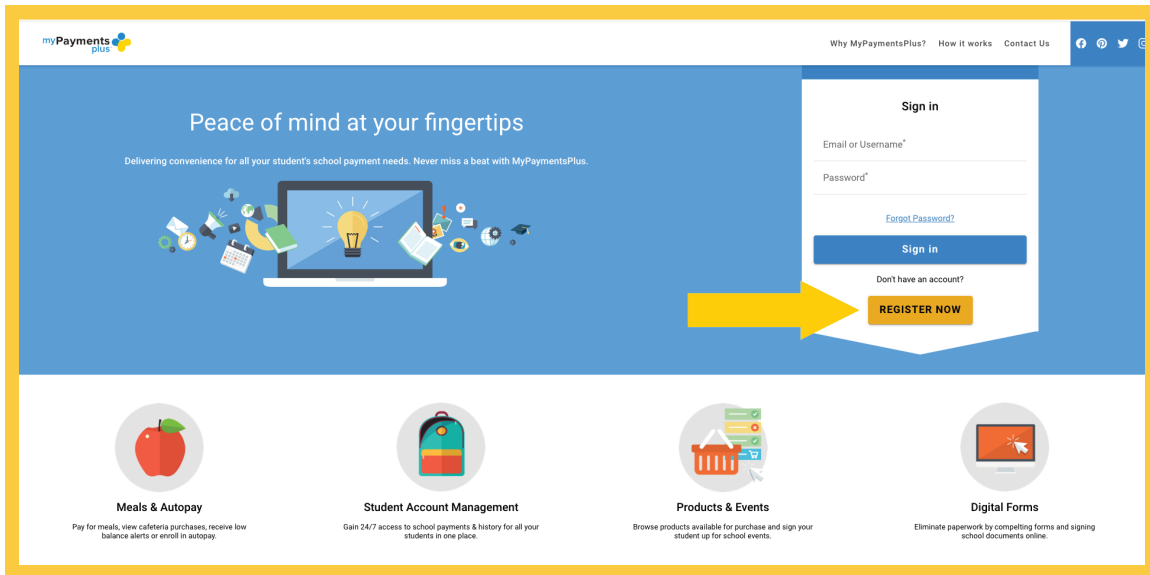 myPayments
plus
Why MyPaymentsPlus? How it works Contact Us
Peace of mind at your fingertips
Delivering convenience for all your student's school payment needs. Never miss a beat with MyPaymentsPlus.
Sign in
Email or Username*
Password*
Forgot Password?
Sign in
Don't have an account?
REGISTER NOW
Meals & Autopay
Pay for meals, view cafeteria purchases, receive low
balance alerts or enroll in autopay.
Student Account Management
Gain 24/7 access to school payments & history for all your
students in one place.
Products & Events
Browse products available for purchase and sign your
student up for school events.
Digital Forms
Eliminate paperwork by compelting forms and signing
school documents online.